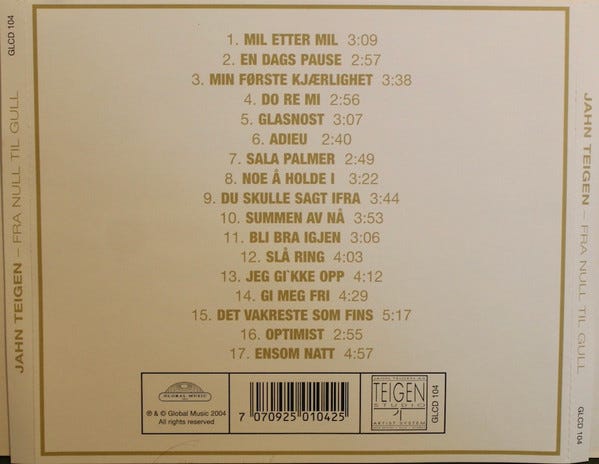 GLCD 104
JAHN TEIGEN – FRA NULL TIL GULL
1. MIL ETTER MIL 3:09
2. EN DAGS PAUSE 2:57
3. MIN FØRSTE KJÆRLIGHET 3:38
4. DO RE MI 2:56
5. GLASNOST 3:07
6. ADIEU 2:40
7. SALA PALMER 2:49
8. NOE Å HOLDE I 3:22
9. DU SKULLE SAGT IFRA 3:44
10. SUMMEN AV NÅ 3:53
11. BLI BRA IGJEN 3:06
12. SLÅ RING 4:03
13. JEG GI`KKE OPP 4:12
14. GI MEG FRI 4:29
15. DET VAKRESTE SOM FINS 5:17
16. OPTIMIST 2:55
17. ENSOM NATT 4:57
GLOBAL MUSIC
℗ & © Global Music 2004
All rights reserved
7 070925 010425
TEIGEN
STUDIO
1
ARTIST SYSTEM
GLCD 104
JAHN TEIGEN – FRA NULL TIL GULL
GLCD 104